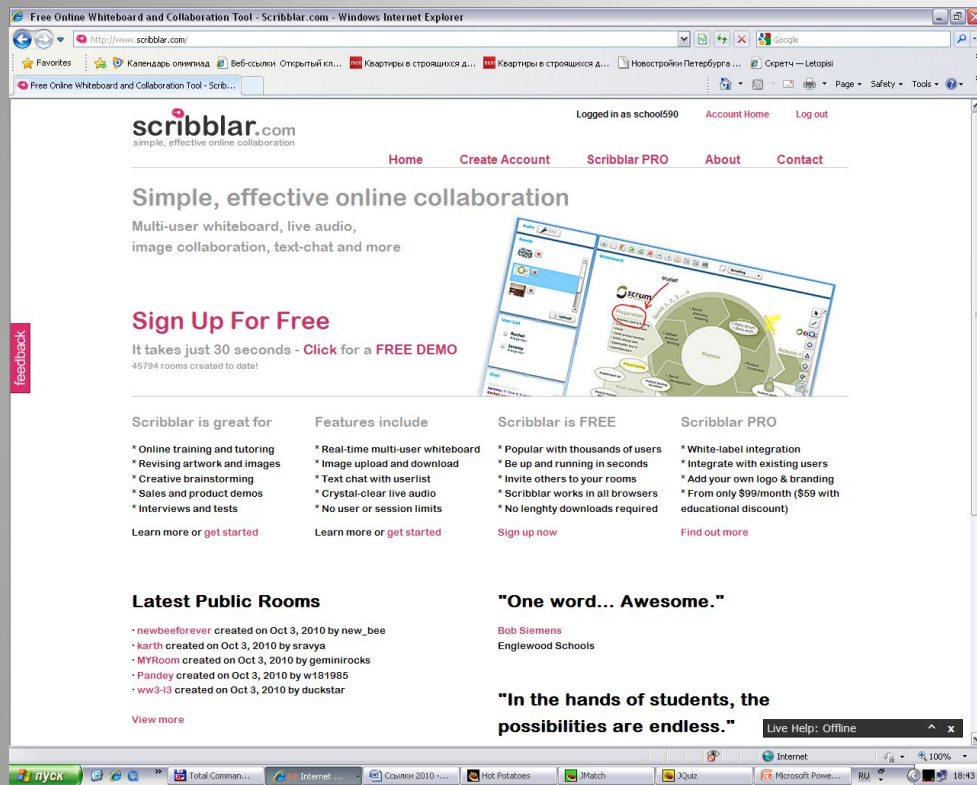 Free Online Whiteboard and Collaboration Tool - Scribblar.com - Windows Internet Explorer
http://www.scribblar.com/
Google
Favorites
Календарь олимпиад
Веб-ссылки
Открытый кл...
Квартиры в строящихся д...
Квартиры в строящихся д...
Новостройки Петербурга ...
Скретч — Letopisi
Free Online Whiteboard and Collaboration Tool - Scrib...
Page
Safety
Tools
scribblar.com
simple, effective online collaboration
Logged in as school590 Account Home Log out
Home Create Account Scribblar PRO About Contact
Simple, effective online collaboration
Multi-user whiteboard, live audio,
image collaboration, text-chat and more
Sign Up For Free
It takes just 30 seconds - Click for a FREE DEMO
45794 rooms created to date!
feedback
Audio
Whiteboard
scrum
Preparation
Process
User List
Rachel
Jeremy
Chat
Scribblar is great for
* Online training and tutoring
* Revising artwork and images
* Creative brainstorming
* Sales and product demos
* Interviews and tests
Learn more or get started
Features include
* Real-time multi-user whiteboard
* Image upload and download
* Text chat with userlist
* Crystal-clear live audio
* No user or session limits
Learn more or get started
Scribblar is FREE
* Popular with thousands of users
* Be up and running in seconds
* Invite others to your rooms
* Scribblar works in all browsers
* No lenghty downloads required
Sign up now
Scribblar PRO
* White-label integration
* Integrate with existing users
* Add your own logo & branding
* From only $99/month ($59 with
educational discount)
Find out more
Latest Public Rooms
· newbeeforever created on Oct 3, 2010 by new_bee
· karth created on Oct 3, 2010 by sravya
· MYRoom created on Oct 3, 2010 by geminirocks
· Pandey created on Oct 3, 2010 by w181985
· ww3-l3 created on Oct 3, 2010 by duckstar
View more
"One word... Awesome."
Bob Siemens
Englewood Schools
"In the hands of students, the
possibilities are endless."
Live Help: Offline ^ x
Internet
100%
пуск
Total Comman...
Internet ...
Ссылки 2010 -...
Hot Potatoes
JMatch
JQuiz
Microsoft Powe...
RU
18:43